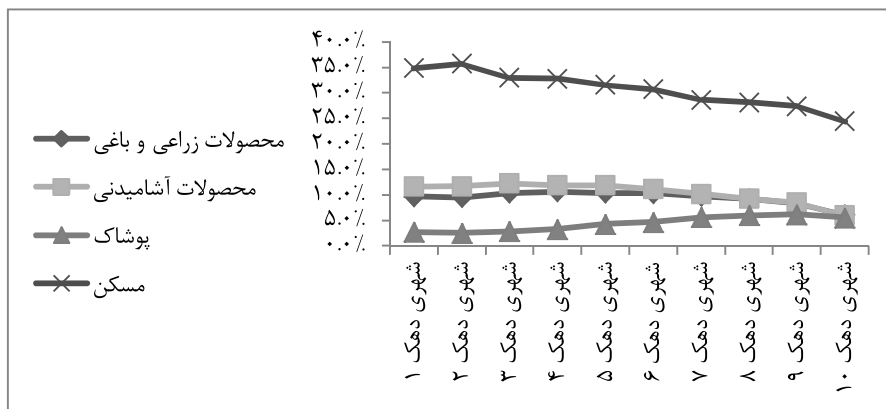 ۴۰.۰٪
۳۵.۰٪
۳۰.۰٪
۲۵.۰٪
۲۰.۰٪
۱۵.۰٪
۱۰.۰٪
۵.۰٪
۰.۰٪
محصولات زراعی و باغی
محصولات آشامیدنی
پوشاک
مسکن
شهری دهک ۱
شهری دهک ۲
شهری دهک ۳
شهری دهک ۴
شهری دهک ۵
شهری دهک ۶
شهری دهک ۷
شهری دهک ۸
شهری دهک ۹
شهری دهک ۱۰